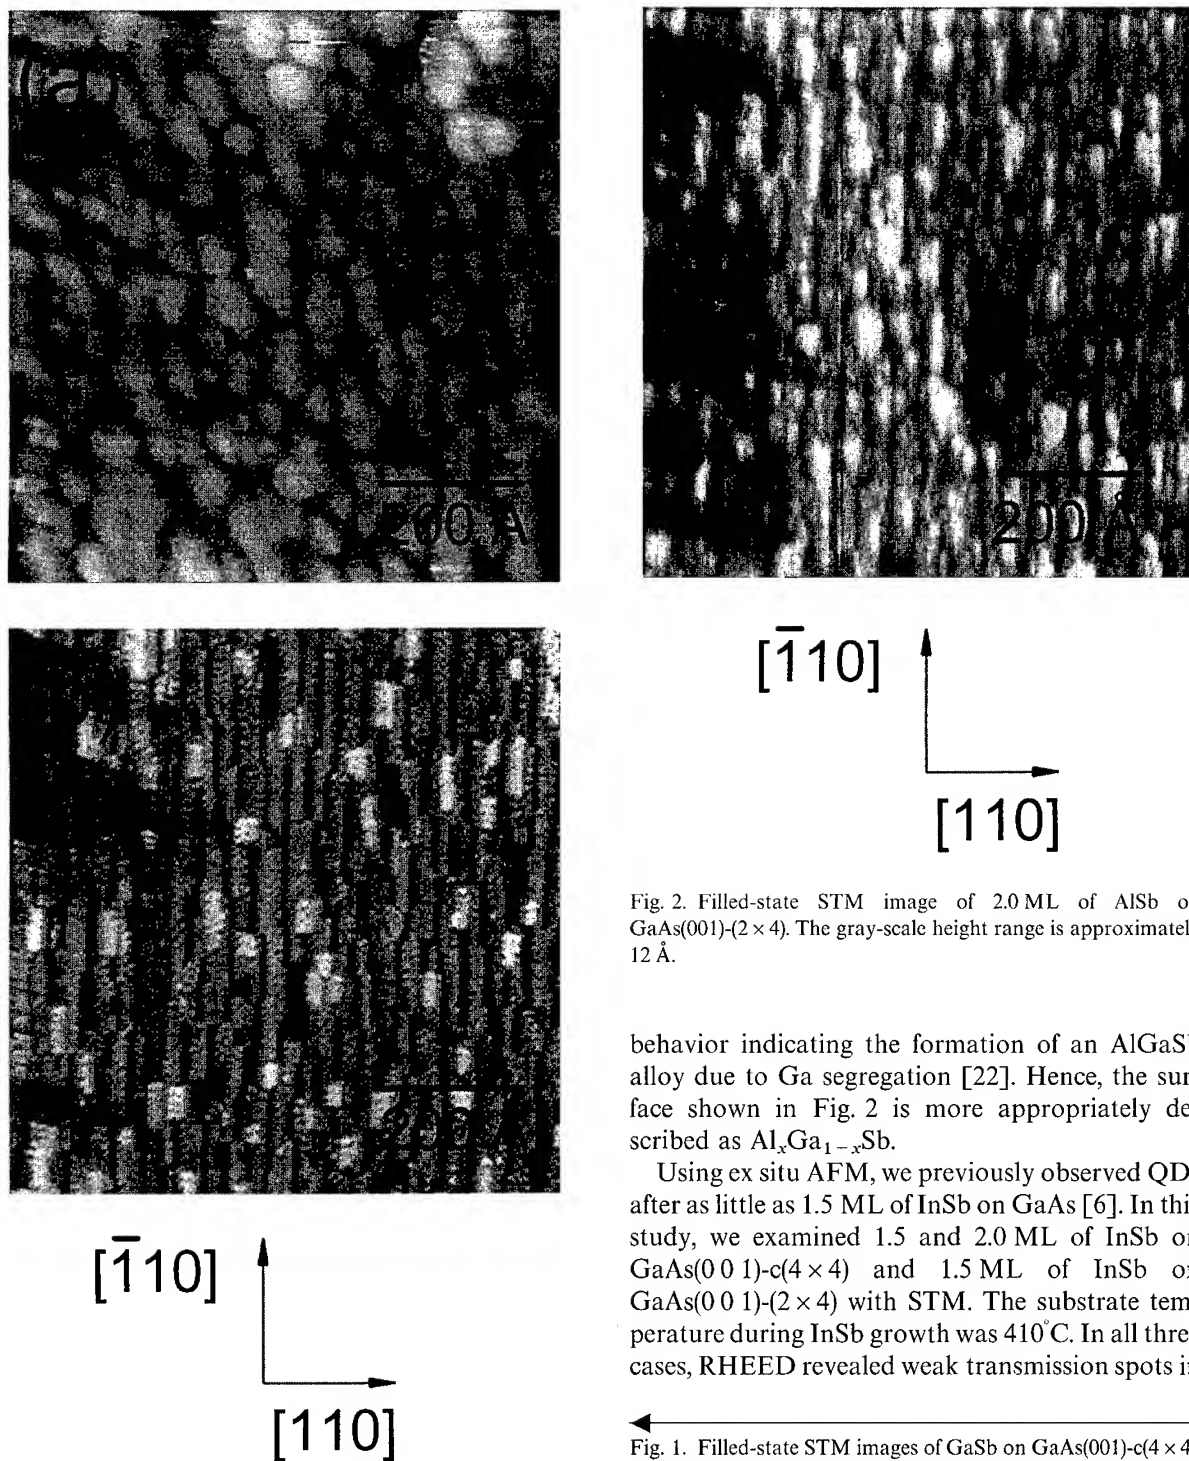 (a)
200 Å
[1̅10]
[110]
200 Å
[1̅10]
[110]
Fig. 2. Filled-state STM image of 2.0 ML of AlSb o
GaAs(001)-(2 × 4). The gray-scale height range is approximatel
12 Å.
behavior indicating the formation of an AlGaS
alloy due to Ga segregation [22]. Hence, the sur
face shown in Fig. 2 is more appropriately de
scribed as AlₓGa₁₋ₓSb.
Using ex situ AFM, we previously observed QD
after as little as 1.5 ML of InSb on GaAs [6]. In thi
study, we examined 1.5 and 2.0 ML of InSb o
GaAs(0 0 1)-c(4 × 4) and 1.5 ML of InSb o
GaAs(0 0 1)-(2 × 4) with STM. The substrate tem
perature during InSb growth was 410°C. In all thre
cases, RHEED revealed weak transmission spots i
Fig. 1. Filled-state STM images of GaSb on GaAs(001)-c(4 × 4